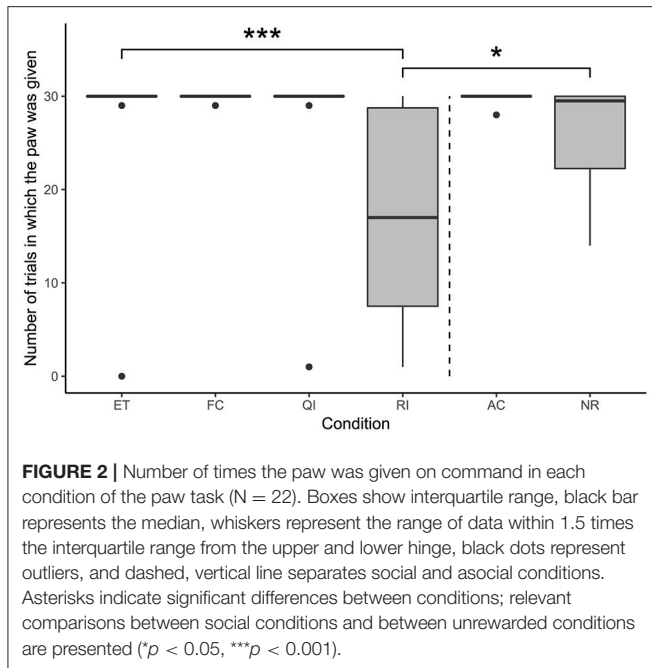 ***
*
Number of trials in which the paw was given
30
20
10
0
ET FC QI RI AC NR
Condition
FIGURE 2 | Number of times the paw was given on command in each
condition of the paw task (N = 22). Boxes show interquartile range, black bar
represents the median, whiskers represent the range of data within 1.5 times
the interquartile range from the upper and lower hinge, black dots represent
outliers, and dashed, vertical line separates social and asocial conditions.
Asterisks indicate significant differences between conditions; relevant
comparisons between social conditions and between unrewarded conditions
are presented (*p < 0.05, ***p < 0.001).